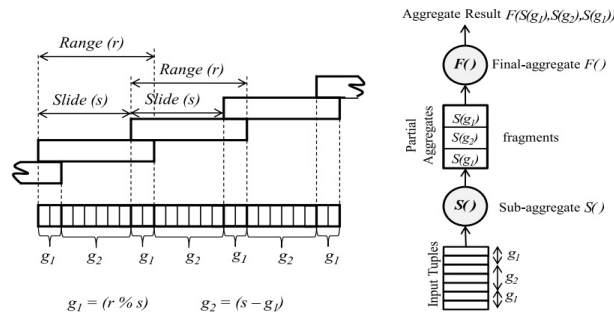 Range (r)
Range (r)
Slide (s)
Slide (s)
g1
g2
g1
g2
g1
g2
g1
g1 = (r % s)
g2 = (s – g1)
Aggregate Result F(S(g1),S(g2),S(g1))
F()
Final-aggregate F()
Partial
Aggregates
S(g1)
S(g2)
S(g1)
fragments
S()
Sub-aggregate S()
Input Tuples
g1
g2
g1